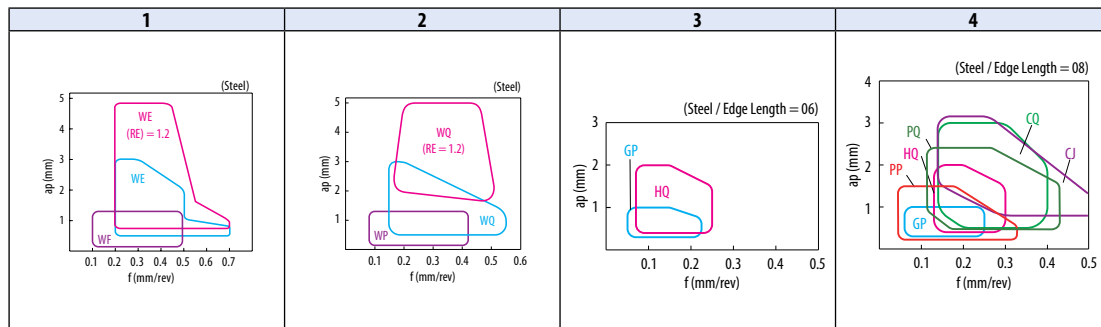 1
2
3
4
(Steel)
ap (mm)
5
4
3
2
1
WE
(RE) = 1.2
WE
WF
0.1 0.2 0.3 0.4 0.5 0.6 0.7
f (mm/rev)
(Steel)
ap (mm)
5
4
3
2
1
WQ
(RE = 1.2)
WQ
WP
0.1 0.2 0.3 0.4 0.5 0.6
f (mm/rev)
(Steel / Edge Length = 06)
ap (mm)
3
2
1
GP
HQ
0.1 0.2 0.3 0.4 0.5
f (mm/rev)
(Steel / Edge Length = 08)
ap (mm)
4
3
2
1
PQ
HQ
PP
GP
CQ
CJ
0.1 0.2 0.3 0.4 0.5
f (mm/rev)